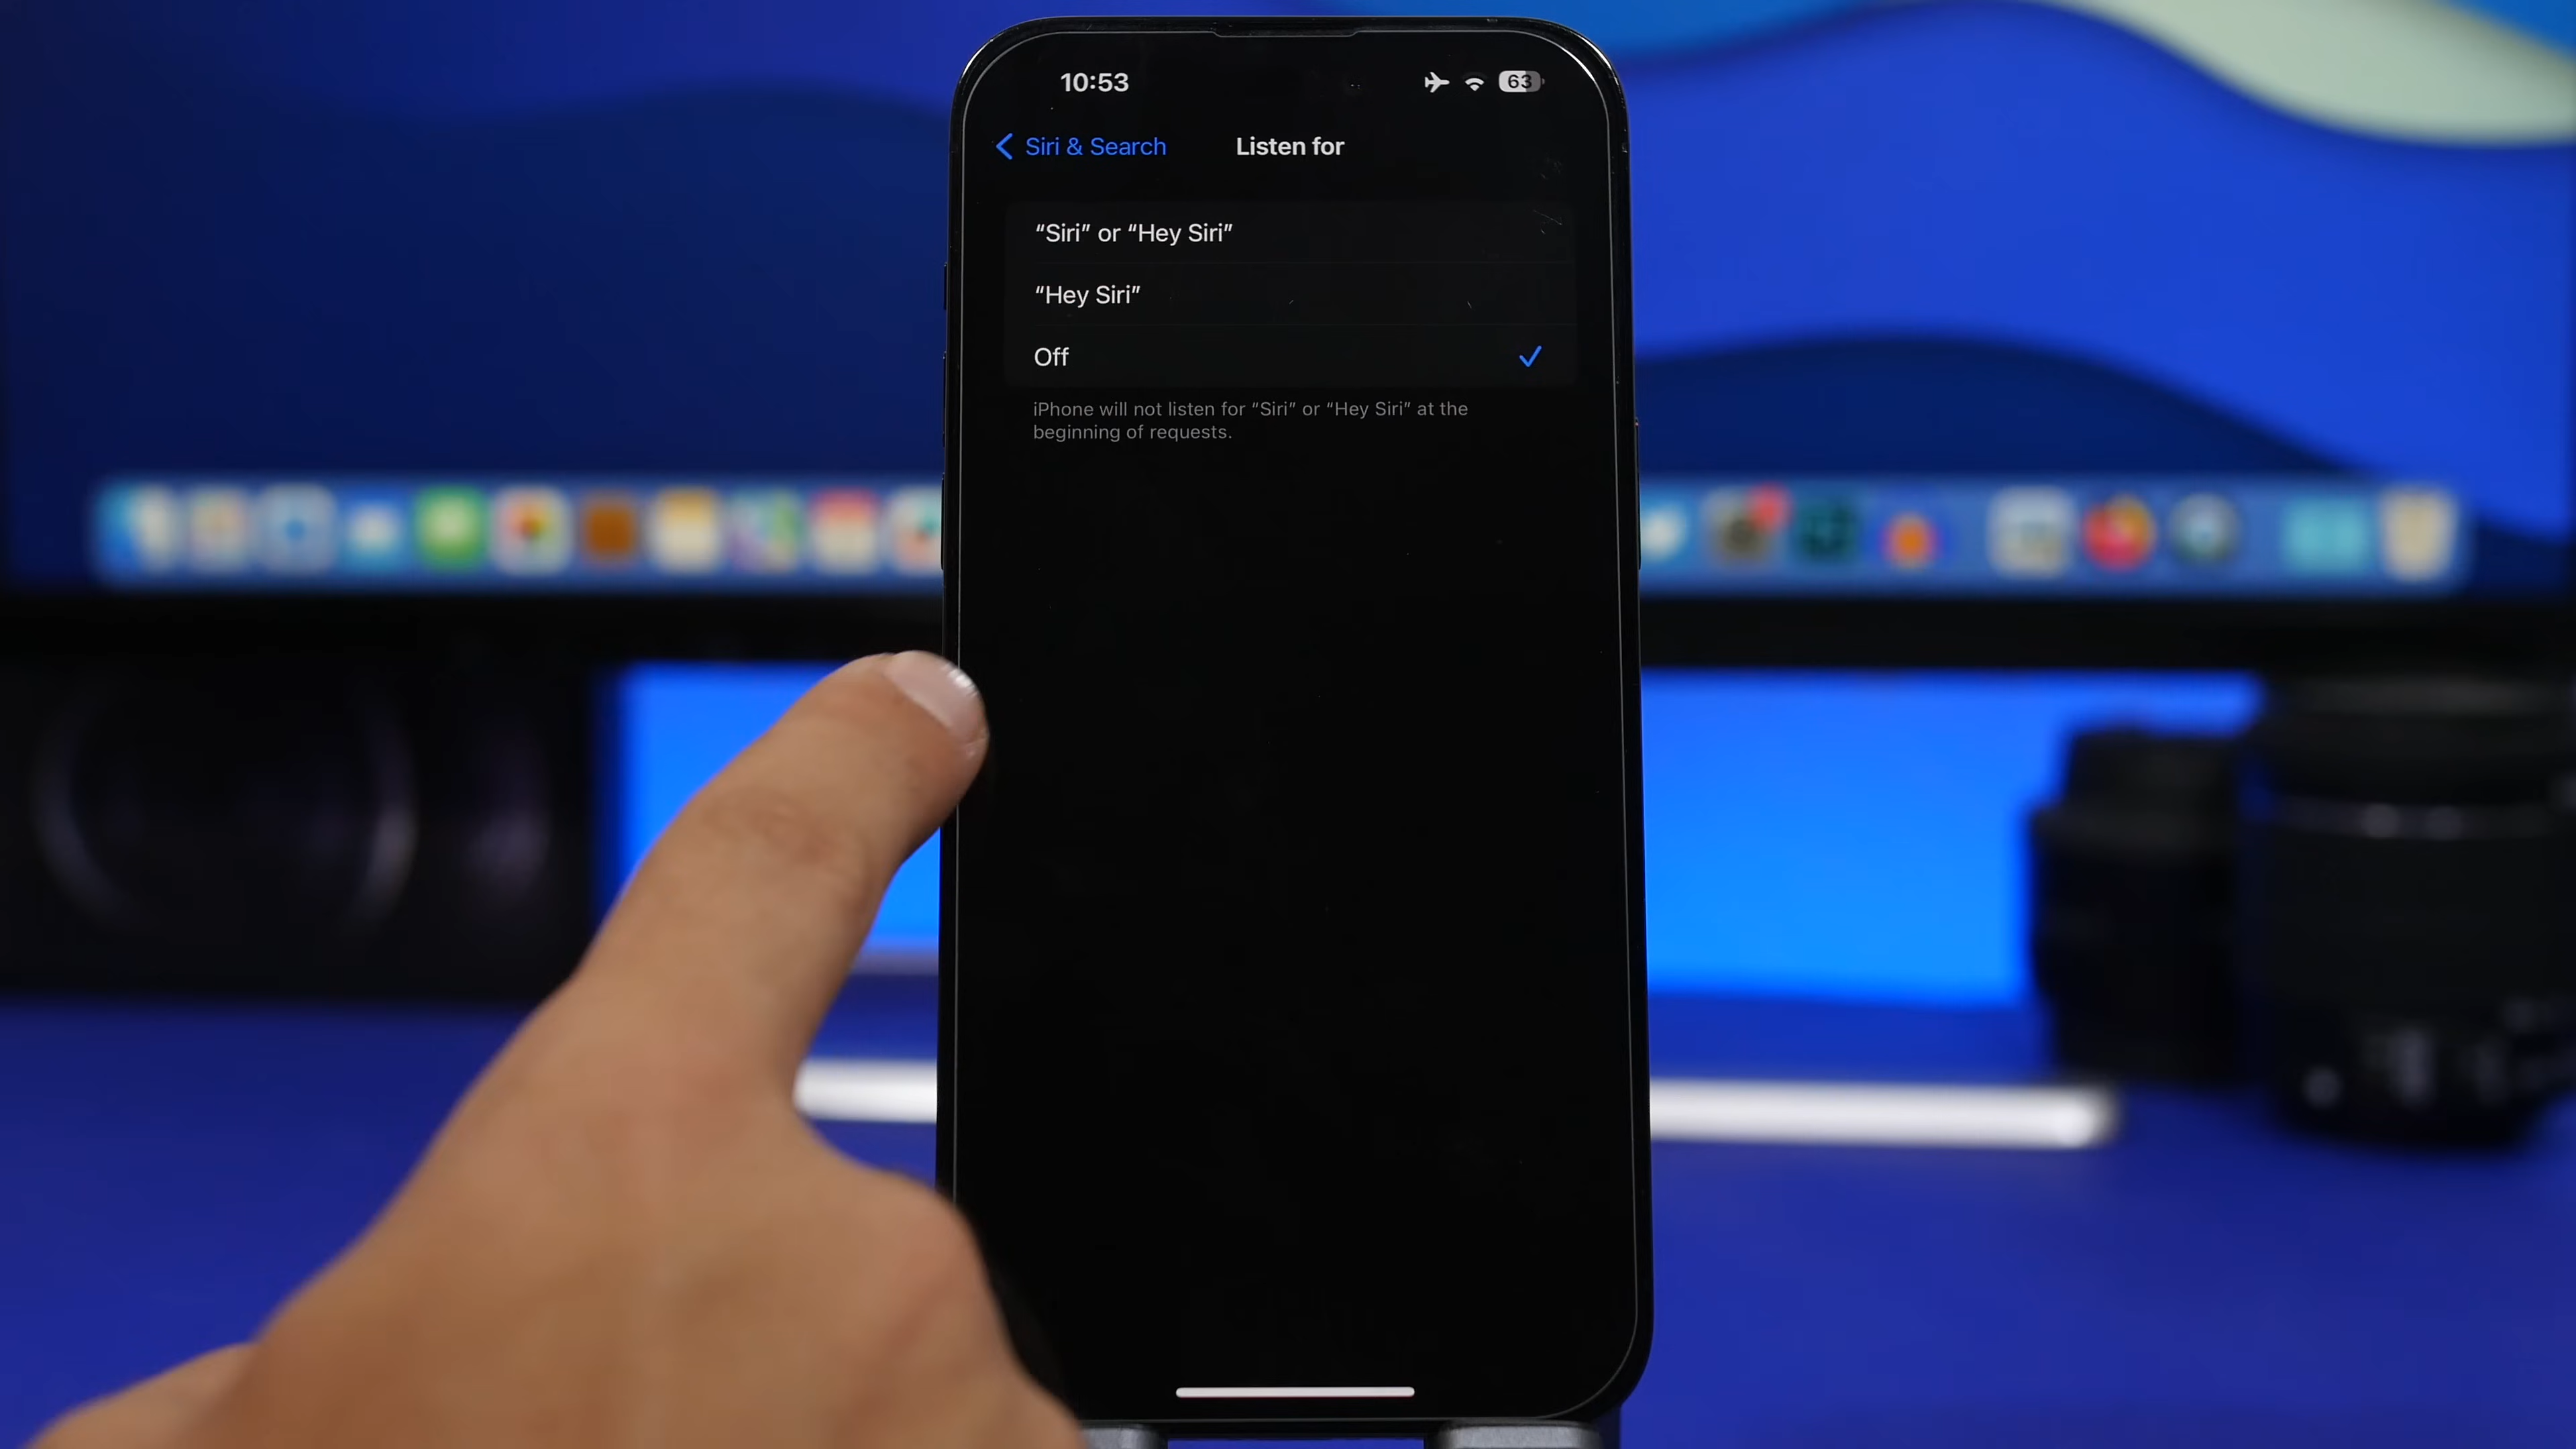 10:53
63
Siri & Search
Listen for
“Siri” or “Hey Siri”
“Hey Siri”
Off
iPhone will not listen for “Siri” or “Hey Siri” at the
beginning of requests.